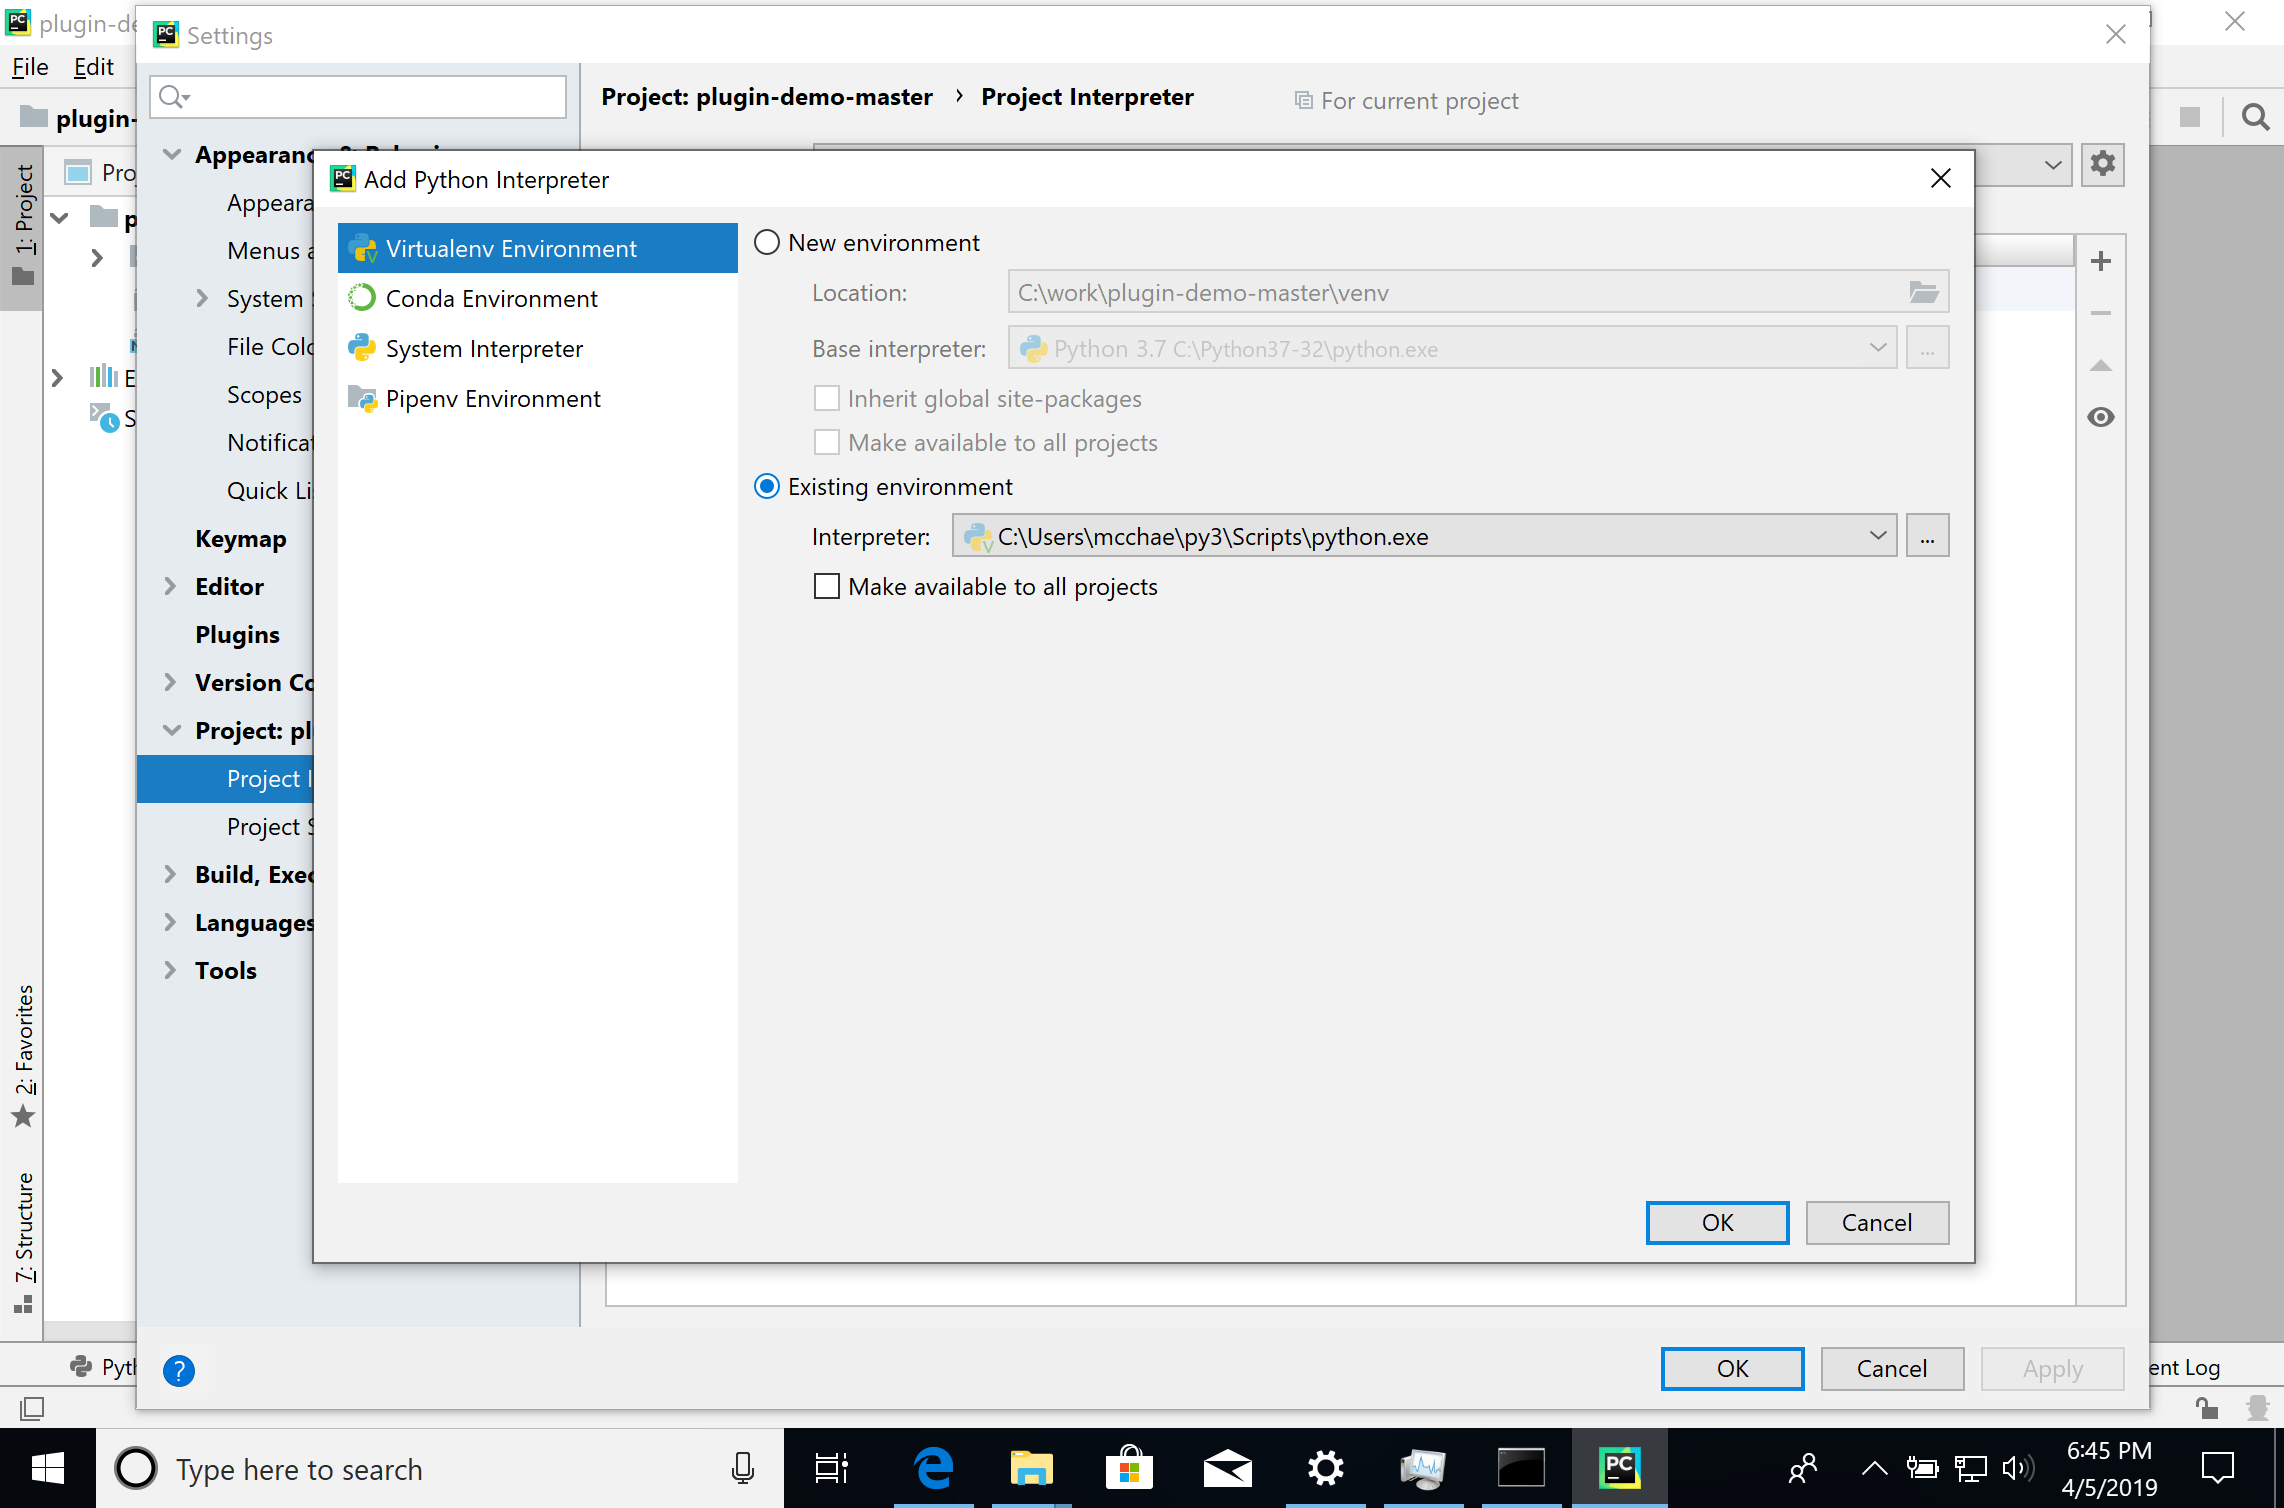 plugin-de
Settings
File Edit
Project: plugin-demo-master › Project Interpreter
For current project
plugin-
Appearanc
Add Python Interpreter
1: Project
Appeara
Menus a
System
File Colo
Scopes
Notificat
Quick Li
Keymap
Editor
Plugins
Version Co
Project: pl
Project I
Project S
Build, Exec
Languages
Tools
Virtualenv Environment
Conda Environment
System Interpreter
Pipenv Environment
New environment
Location: C:\work\plugin-demo-master\venv
Base interpreter: Python 3.7 C:\Python37-32\python.exe ...
Inherit global site-packages
Make available to all projects
Existing environment
Interpreter: C:\Users\mcchae\py3\Scripts\python.exe ...
Make available to all projects
OK Cancel
2: Favorites
7: Structure
Pyth
? OK Cancel Apply
ent Log
Type here to search
6:45 PM
4/5/2019